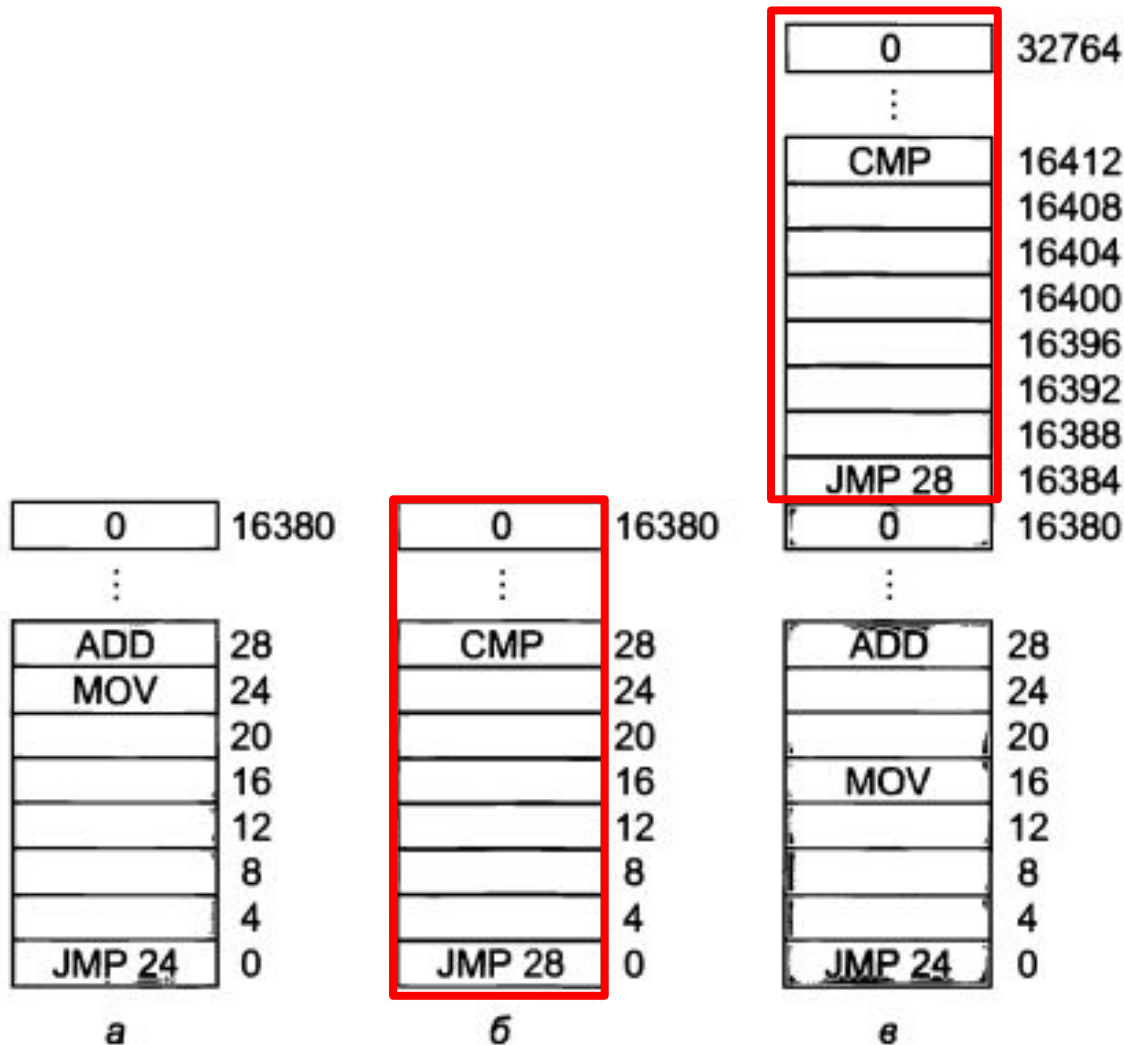 0 32764
⋮
CMP 16412
16408
16404
16400
16396
16392
16388
JMP 28 16384
0 16380 0 16380 0 16380
⋮ ⋮ ⋮
ADD 28 CMP 28 ADD 28
MOV 24 24 24
20 20 20
16 16 MOV 16
12 12 12
8 8 8
4 4 4
JMP 24 0 JMP 28 0 JMP 24 0
а б в